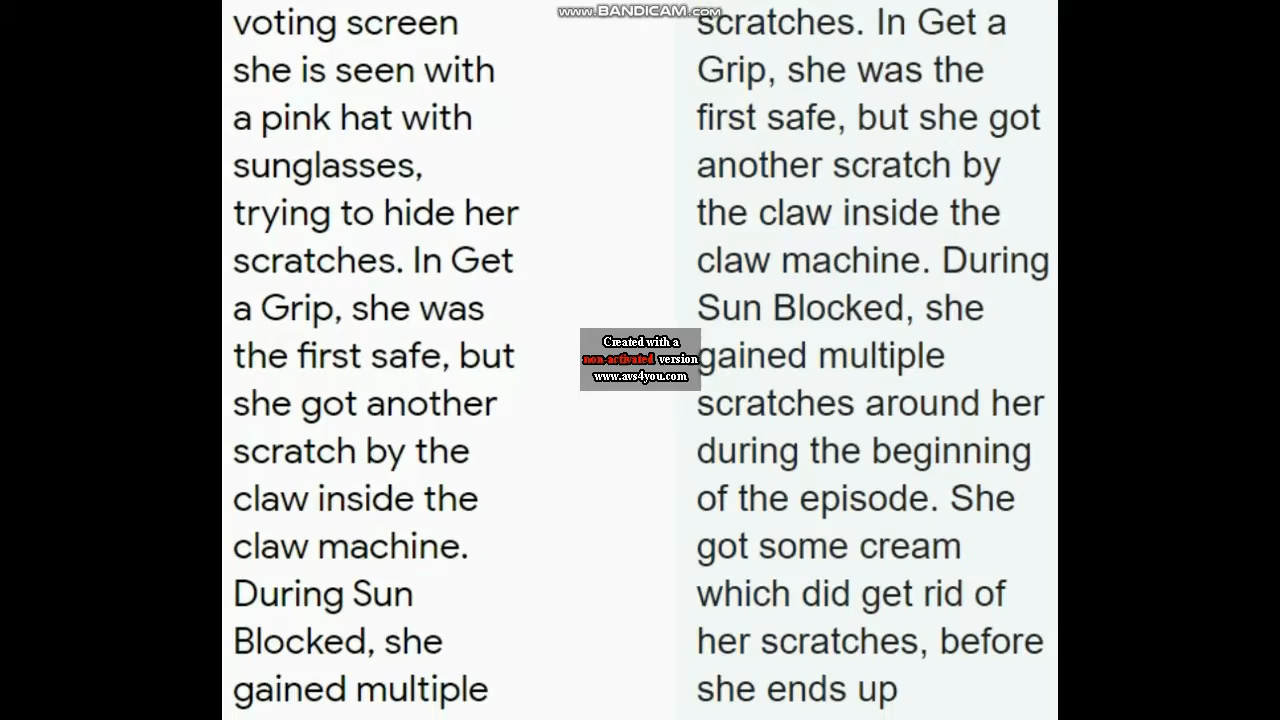 www.BANDICAM.com
voting screen
she is seen with
a pink hat with
sunglasses,
trying to hide her
scratches. In Get
a Grip, she was
the first safe, but
she got another
scratch by the
claw inside the
claw machine.
During Sun
Blocked, she
gained multiple
scratches. In Get a
Grip, she was the
first safe, but she got
another scratch by
the claw inside the
claw machine. During
Sun Blocked, she
gained multiple
scratches around her
during the beginning
of the episode. She
got some cream
which did get rid of
her scratches, before
she ends up
Created with a
non-activated version
www.avs4you.com